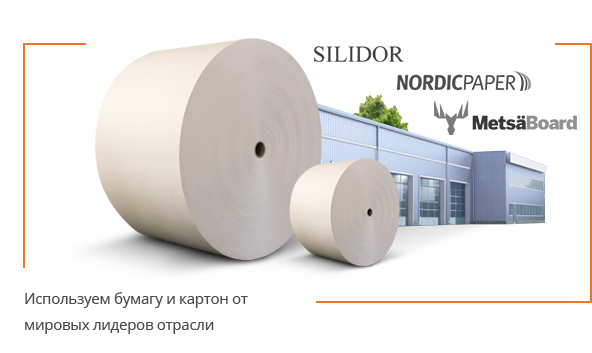 SILIDOR
NORDICPAPER
MetsäBoard
Используем бумагу и картон от
мировых лидеров отрасли